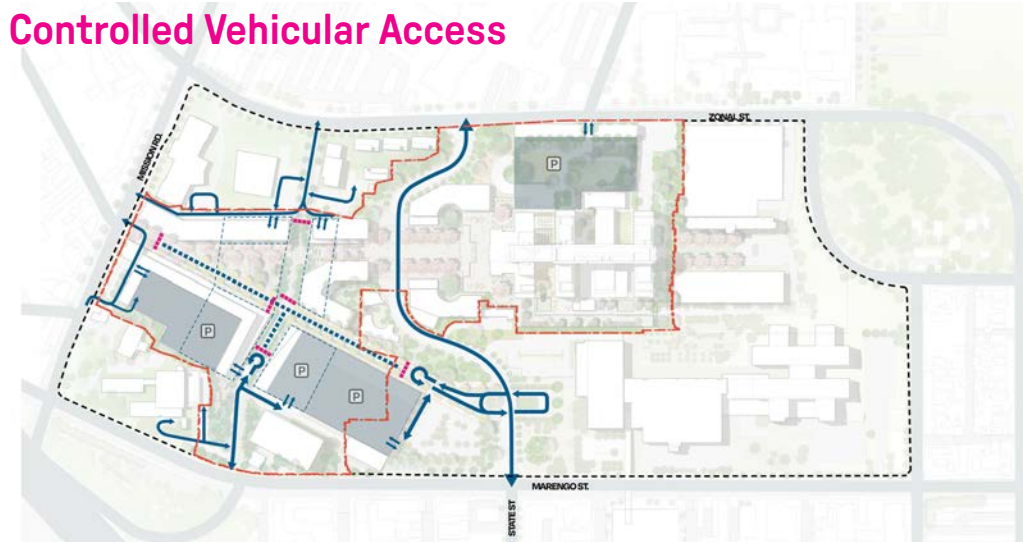 Controlled Vehicular Access
ZONAL ST.
MISSION RD.
P
P
P
P
MARENGO ST.
STATE ST